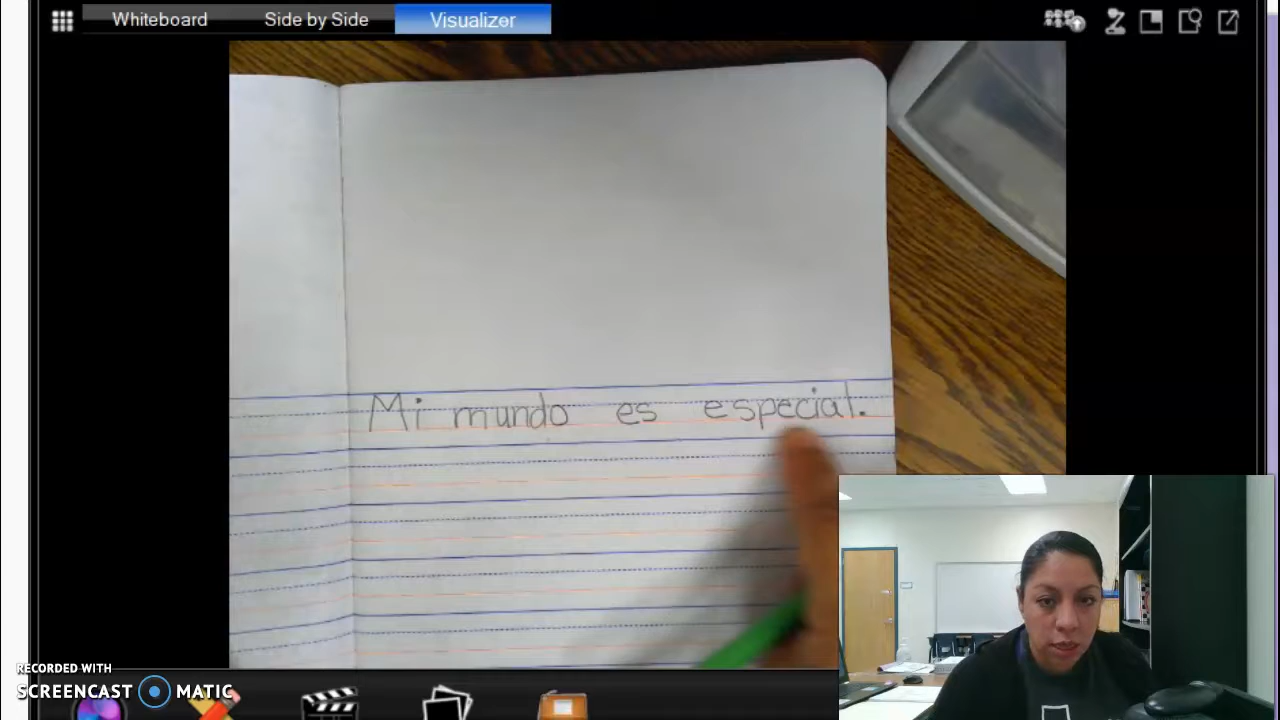 Whiteboard Side by Side Visualizer
Mi mundo es especial.
RECORDED WITH
SCREENCAST MATIC